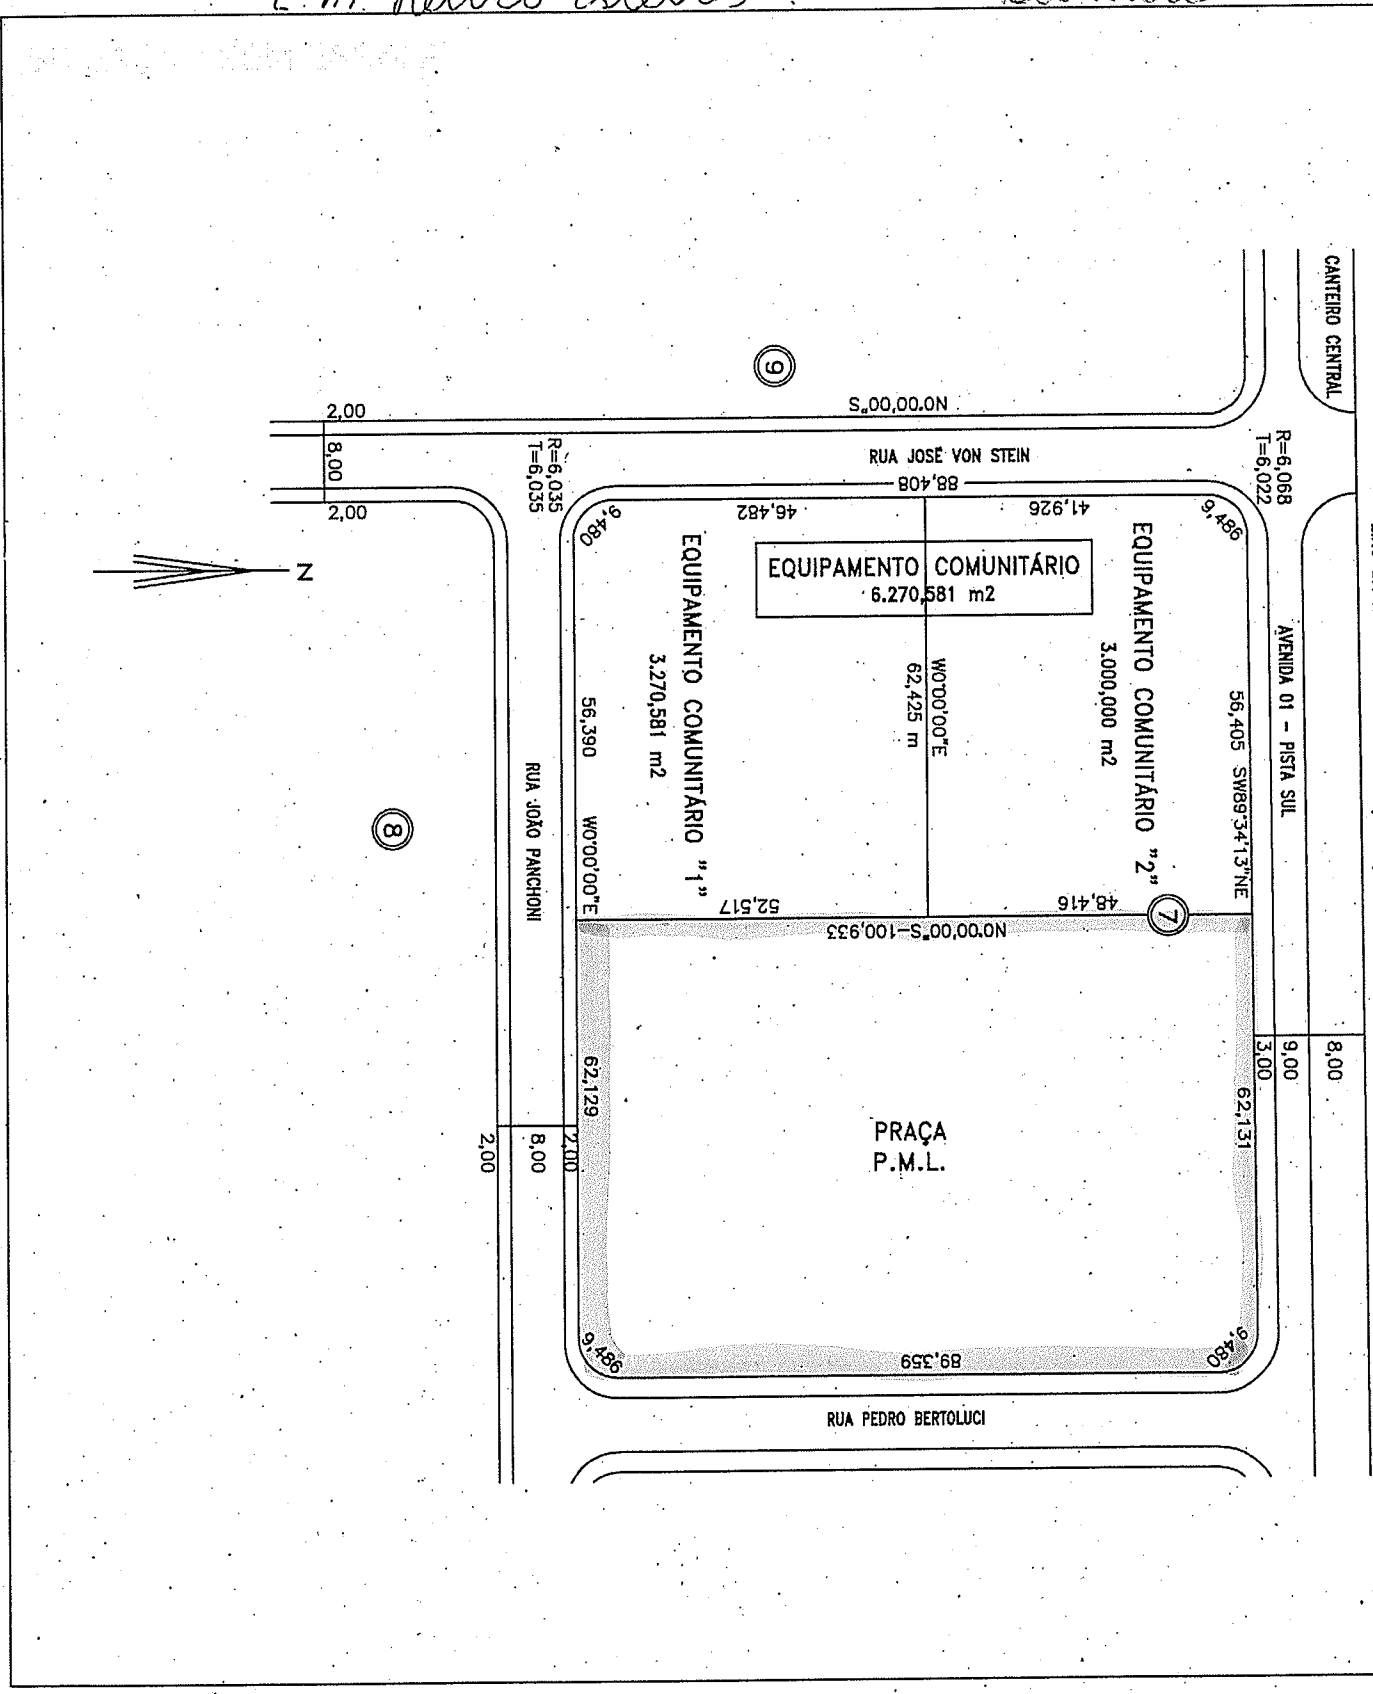 CANTEIRO CENTRAL
9
N0°00'00"S
2,00
8,00
2,00
R=6,035
T=6,035
RUA JOSÉ VON STEIN
R=6,068
T=6,022
88,408
9,480
46,482
41,926
9,486
N
EQUIPAMENTO COMUNITÁRIO
6.270,581 m2
EQUIPAMENTO COMUNITÁRIO "1"
3.270,581 m2
W0°00'00"E
62,425 m
EQUIPAMENTO COMUNITÁRIO "2"
3.000,000 m2
56,405 SW89°34'13"NE
AVENIDA 01 - PISTA SUL
56,390 W0°00'00"E
RUA JOÃO PANCHONI
8
52,517
48,416
7
N0°00'00"S-100,933
62,129
62,131
3,00
9,00
8,00
2,00
8,00
2,00
PRAÇA
P.M.L.
9,486
89,359
9,480
RUA PEDRO BERTOLUCI